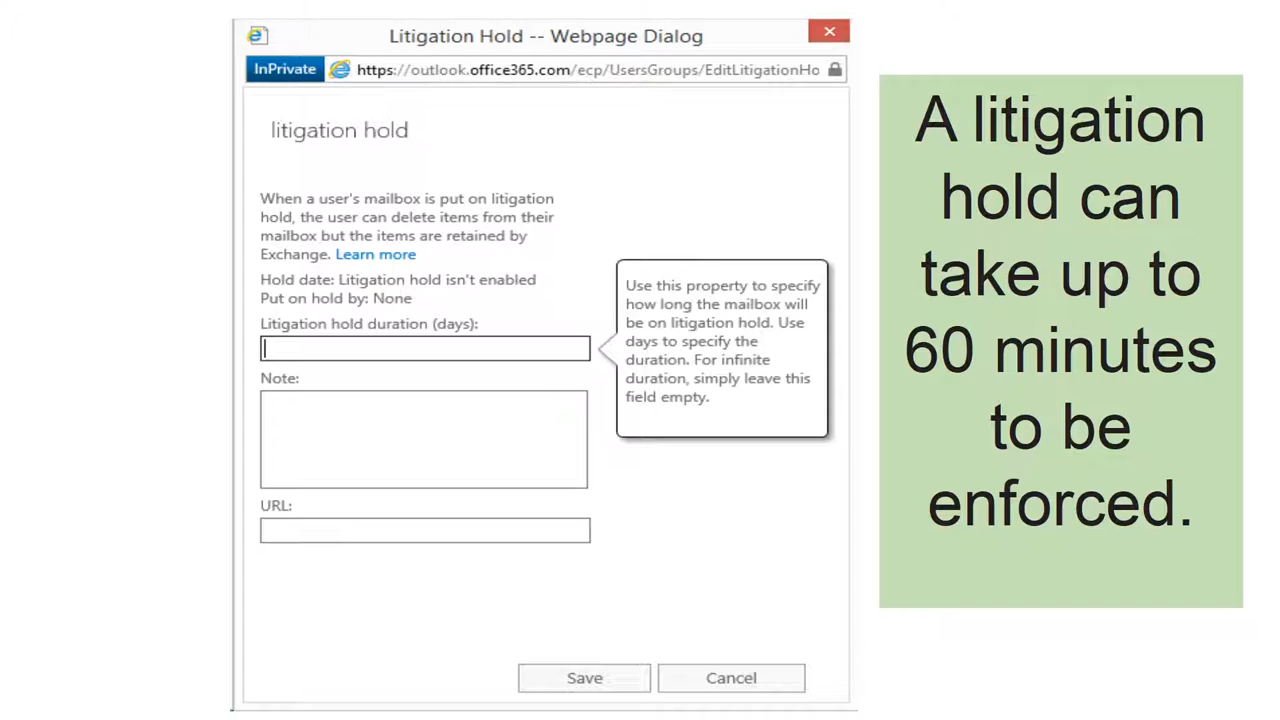 Litigation Hold -- Webpage Dialog
InPrivate
https://outlook.office365.com/ecp/UsersGroups/EditLitigationHo
litigation hold
When a user's mailbox is put on litigation
hold, the user can delete items from their
mailbox but the items are retained by
Exchange. Learn more
Hold date: Litigation hold isn't enabled
Put on hold by: None
Litigation hold duration (days):
Note:
URL:
Use this property to specify
how long the mailbox will
be on litigation hold. Use
days to specify the
duration. For infinite
duration, simply leave this
field empty.
Save
Cancel
A litigation
hold can
take up to
60 minutes
to be
enforced.